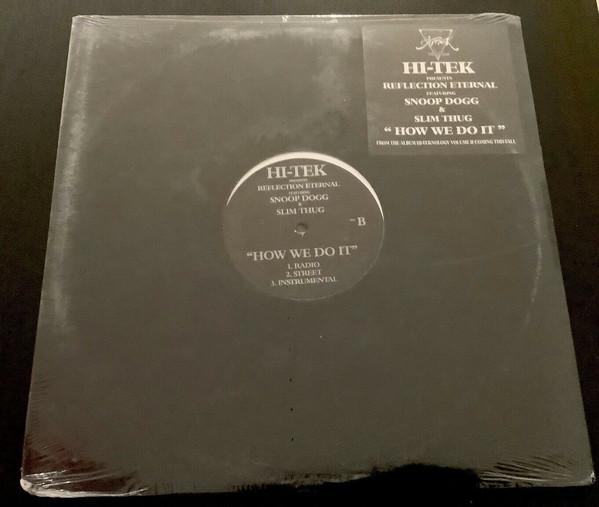 HI-TEK
PRESENTS
REFLECTION ETERNAL
FEATURING
SNOOP DOGG
&
SLIM THUG
“ HOW WE DO IT ”
FROM THE ALBUM HI-TEKNOLOGY VOLUME II COMING THIS FALL
HI-TEK
PRESENTS
REFLECTION ETERNAL
FEATURING
SNOOP DOGG
&
SLIM THUG
B
“HOW WE DO IT”
1. RADIO
2. STREET
3. INSTRUMENTAL